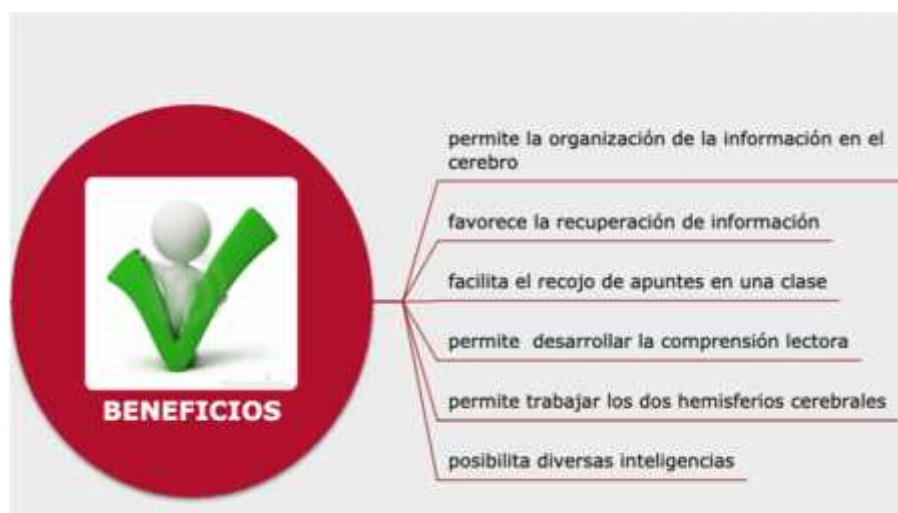 permite la organización de la información en el
cerebro
favorece la recuperación de información
facilita el recojo de apuntes en una clase
permite desarrollar la comprensión lectora
permite trabajar los dos hemisferios cerebrales
posibilita diversas inteligencias
BENEFICIOS